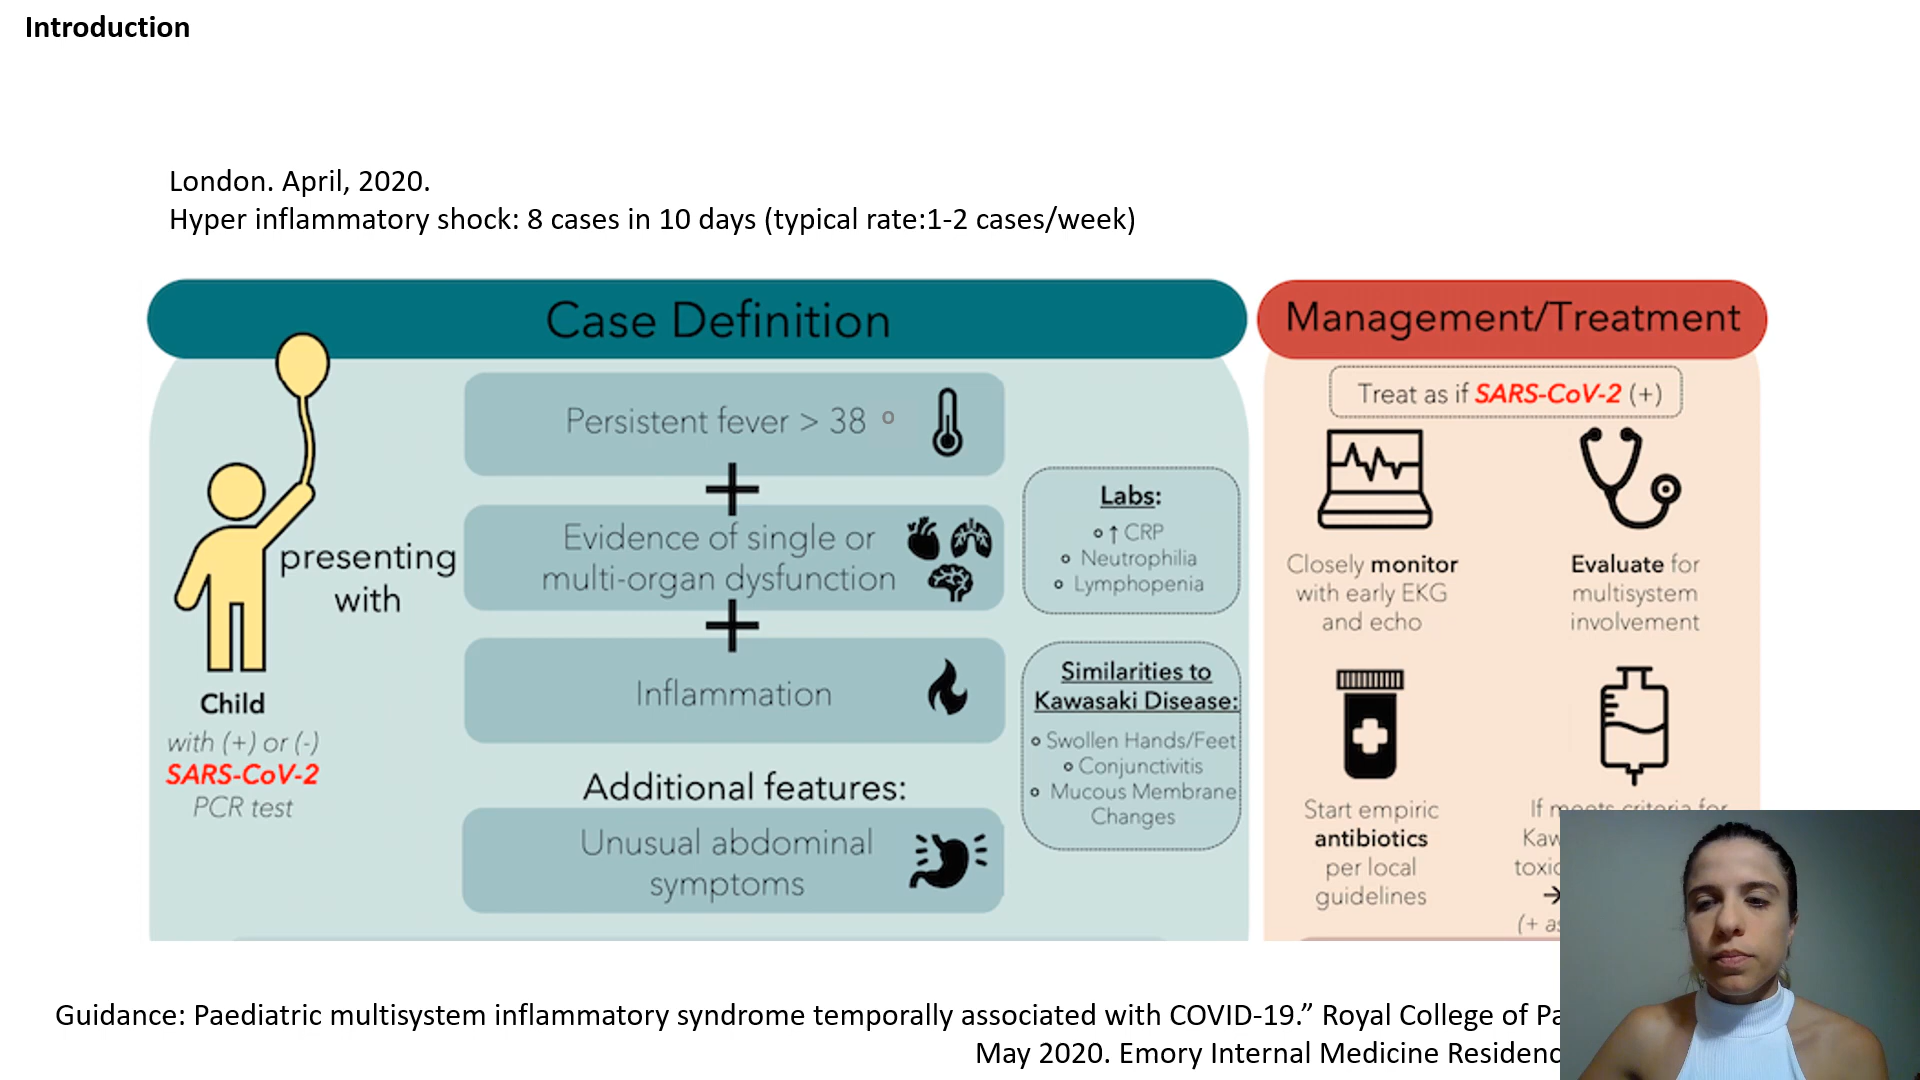 Introduction
London. April, 2020.
Hyper inflammatory shock: 8 cases in 10 days (typical rate:1-2 cases/week)
Case Definition
presenting
with
Child
with (+) or (-)
SARS-CoV-2
PCR test
Persistent fever > 38 °
+
Evidence of single or
multi-organ dysfunction
+
Inflammation
Additional features:
Unusual abdominal
symptoms
Labs:
↑ CRP
Neutrophilia
Lymphopenia
Similarities to
Kawasaki Disease:
Swollen Hands/Feet
Conjunctivitis
Mucous Membrane
Changes
Management/Treatment
Treat as if SARS-CoV-2 (+)
Closely monitor
with early EKG
and echo
Evaluate for
multisystem
involvement
Start empiric
antibiotics
per local
guidelines
If meets criteria for
Guidance: Paediatric multisystem inflammatory syndrome temporally associated with COVID-19.” Royal College of
May 2020. Emory Internal Medicine